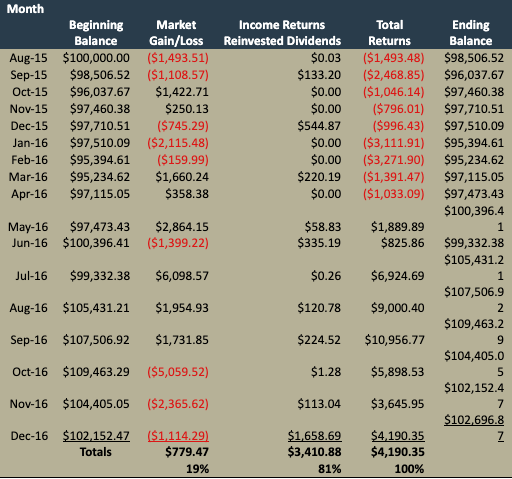 Month
Beginning Balance Market Gain/Loss Income Returns Reinvested Dividends Total Returns Ending Balance
Aug-15 $100,000.00 ($1,493.51) $0.03 ($1,493.48) $98,506.52
Sep-15 $98,506.52 ($1,108.57) $133.20 ($2,468.85) $96,037.67
Oct-15 $96,037.67 $1,422.71 $0.00 ($1,046.14) $97,460.38
Nov-15 $97,460.38 $250.13 $0.00 ($796.01) $97,710.51
Dec-15 $97,710.51 ($745.29) $544.87 ($996.43) $97,510.09
Jan-16 $97,510.09 ($2,115.48) $0.00 ($3,111.91) $95,394.61
Feb-16 $95,394.61 ($159.99) $0.00 ($3,271.90) $95,234.62
Mar-16 $95,234.62 $1,660.24 $220.19 ($1,391.47) $97,115.05
Apr-16 $97,115.05 $358.38 $0.00 ($1,033.09) $97,473.43
May-16 $97,473.43 $2,864.15 $58.83 $1,889.89 $100,396.41
Jun-16 $100,396.41 ($1,399.22) $335.19 $825.86 $99,332.38
Jul-16 $99,332.38 $6,098.57 $0.26 $6,924.69 $105,431.21
Aug-16 $105,431.21 $1,954.93 $120.78 $9,000.40 $107,506.92
Sep-16 $107,506.92 $1,731.85 $224.52 $10,956.77 $109,463.29
Oct-16 $109,463.29 ($5,059.52) $1.28 $5,898.53 $104,405.05
Nov-16 $104,405.05 ($2,365.62) $113.04 $3,645.95 $102,152.47
Dec-16 $102,152.47 ($1,114.29) $1,658.69 $4,190.35 $102,696.87
Totals $779.47 $3,410.88 $4,190.35
19% 81% 100%